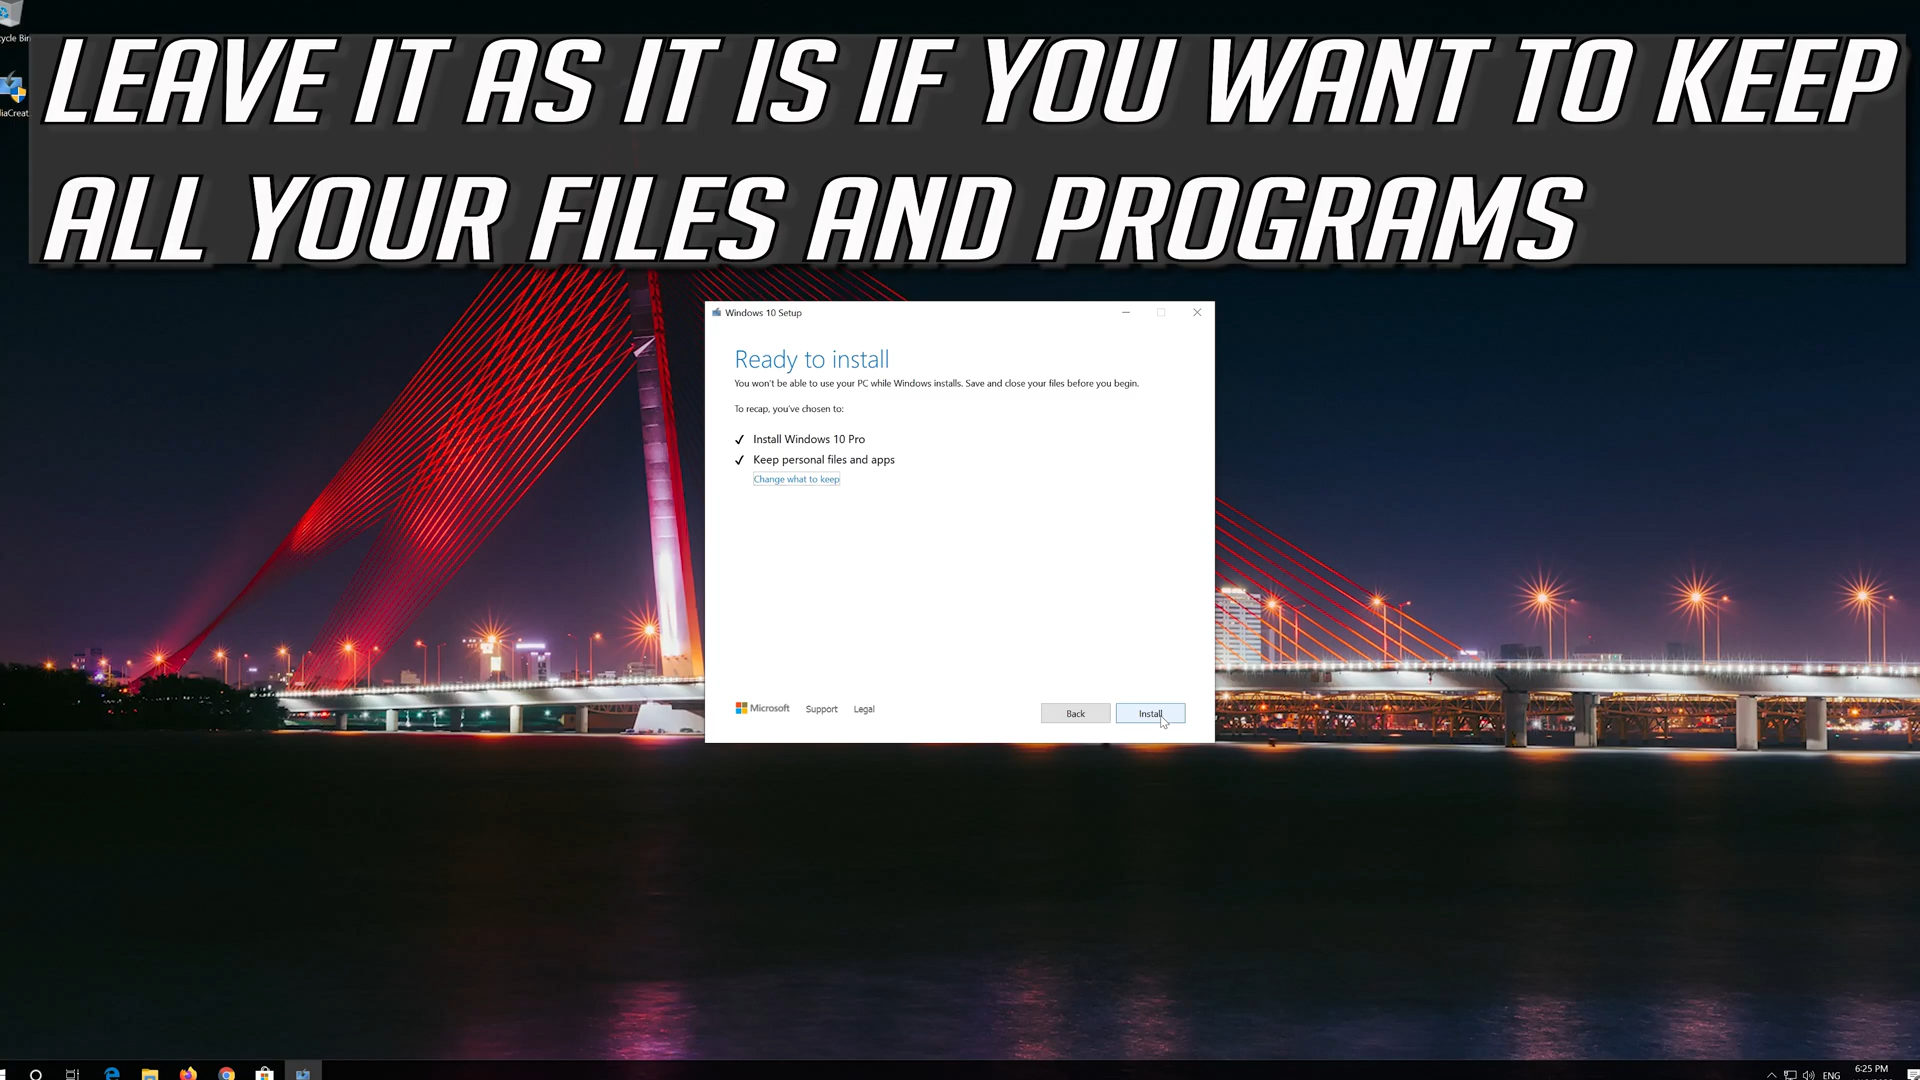 LEAVE IT AS IT IS IF YOU WANT TO KEEP
ALL YOUR FILES AND PROGRAMS
cycle Bin
diaCreat
Windows 10 Setup
Ready to install
You won't be able to use your PC while Windows installs. Save and close your files before you begin.
To recap, you've chosen to:
Install Windows 10 Pro
Keep personal files and apps
Change what to keep
Microsoft Support Legal
Back Install
ENG 6:25 PM